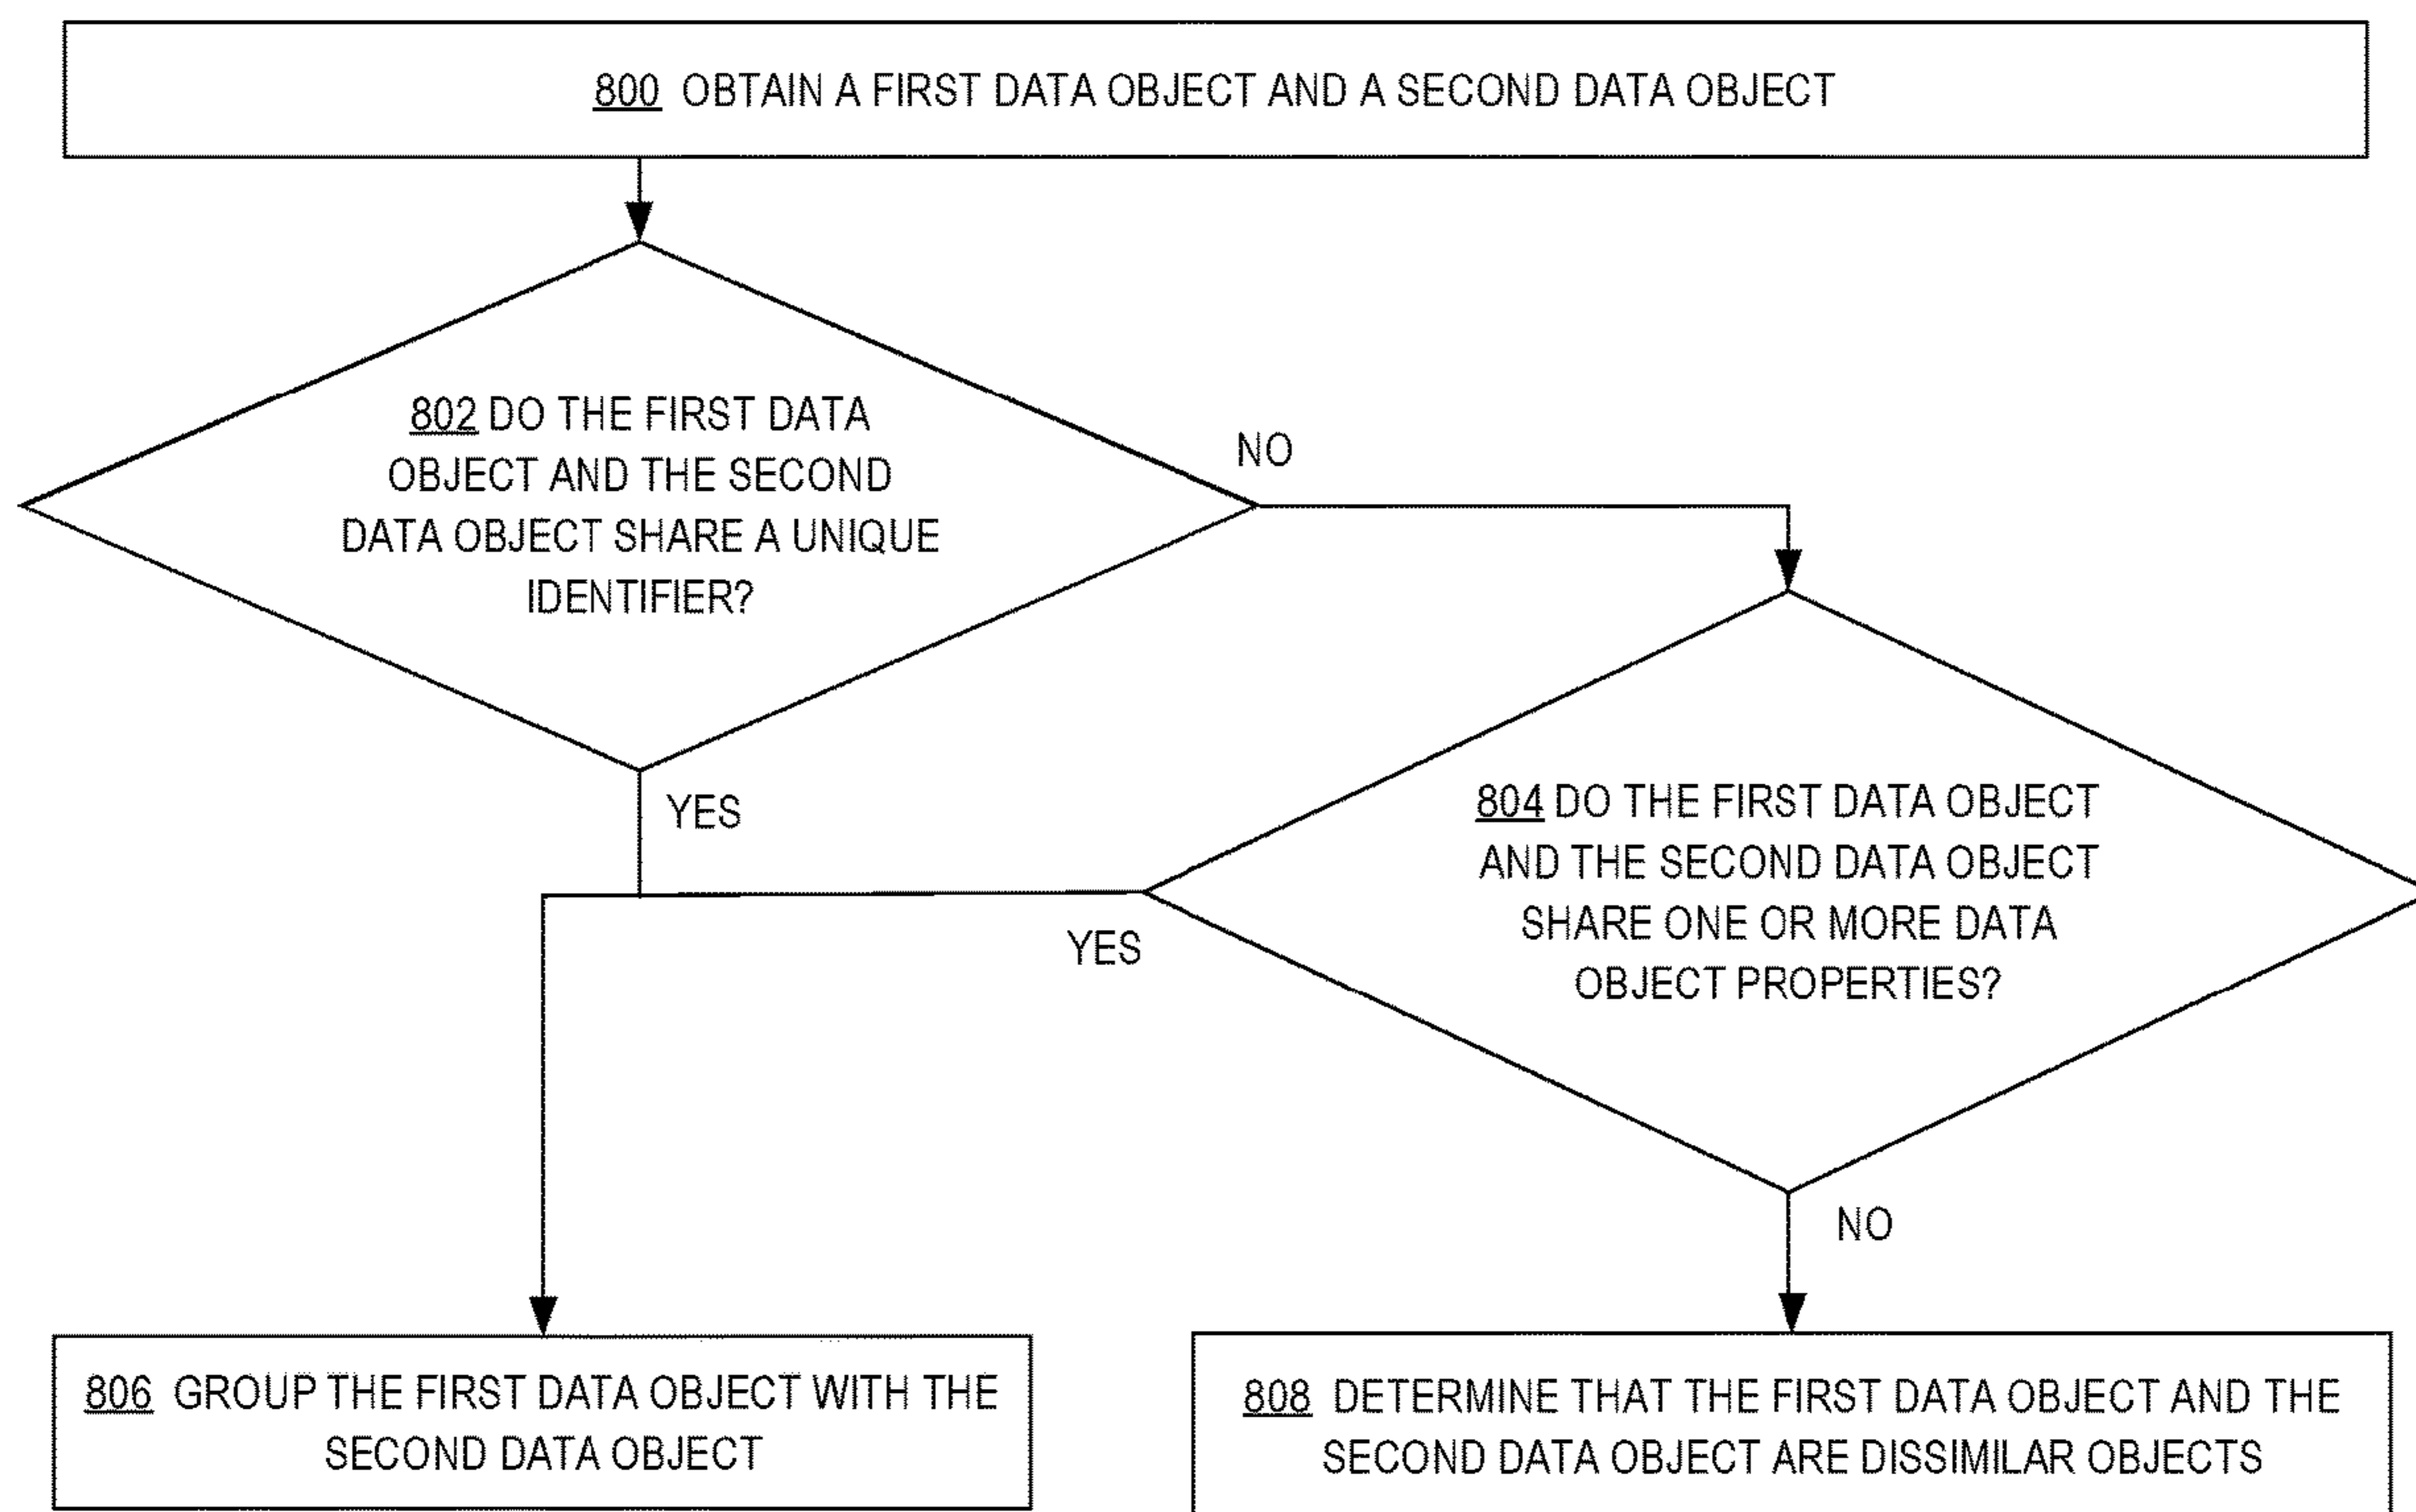 800 OBTAIN A FIRST DATA OBJECT AND A SECOND DATA OBJECT
802 DO THE FIRST DATA
OBJECT AND THE SECOND
DATA OBJECT SHARE A UNIQUE
IDENTIFIER?
NO
YES
804 DO THE FIRST DATA OBJECT
AND THE SECOND DATA OBJECT
SHARE ONE OR MORE DATA
OBJECT PROPERTIES?
YES
NO
806 GROUP THE FIRST DATA OBJECT WITH THE
SECOND DATA OBJECT
808 DETERMINE THAT THE FIRST DATA OBJECT AND THE
SECOND DATA OBJECT ARE DISSIMILAR OBJECTS